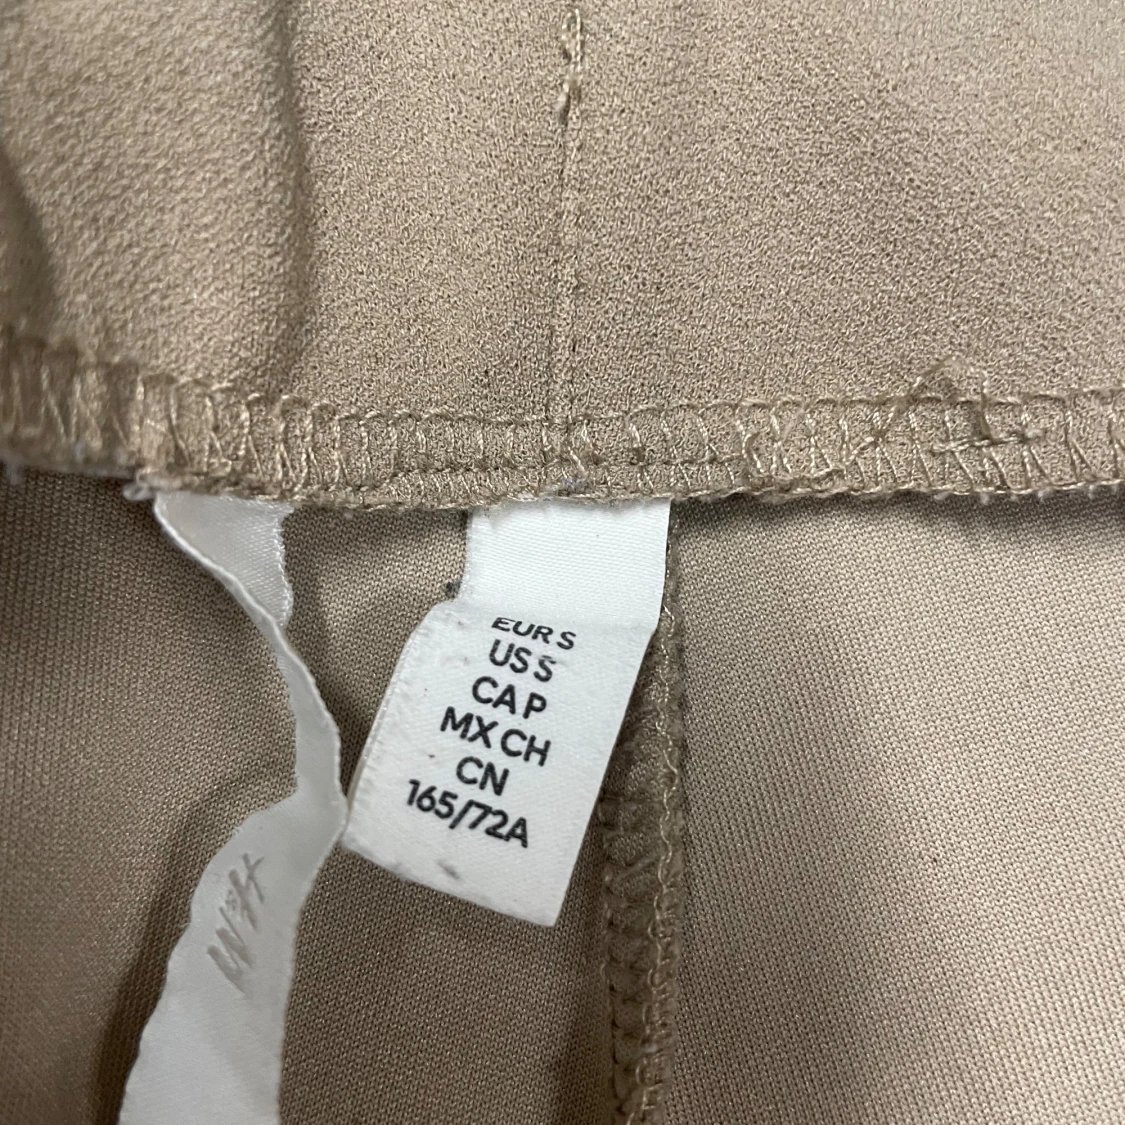 EUR S
US S
CA P
MX CH
CN
165/72A
H&M